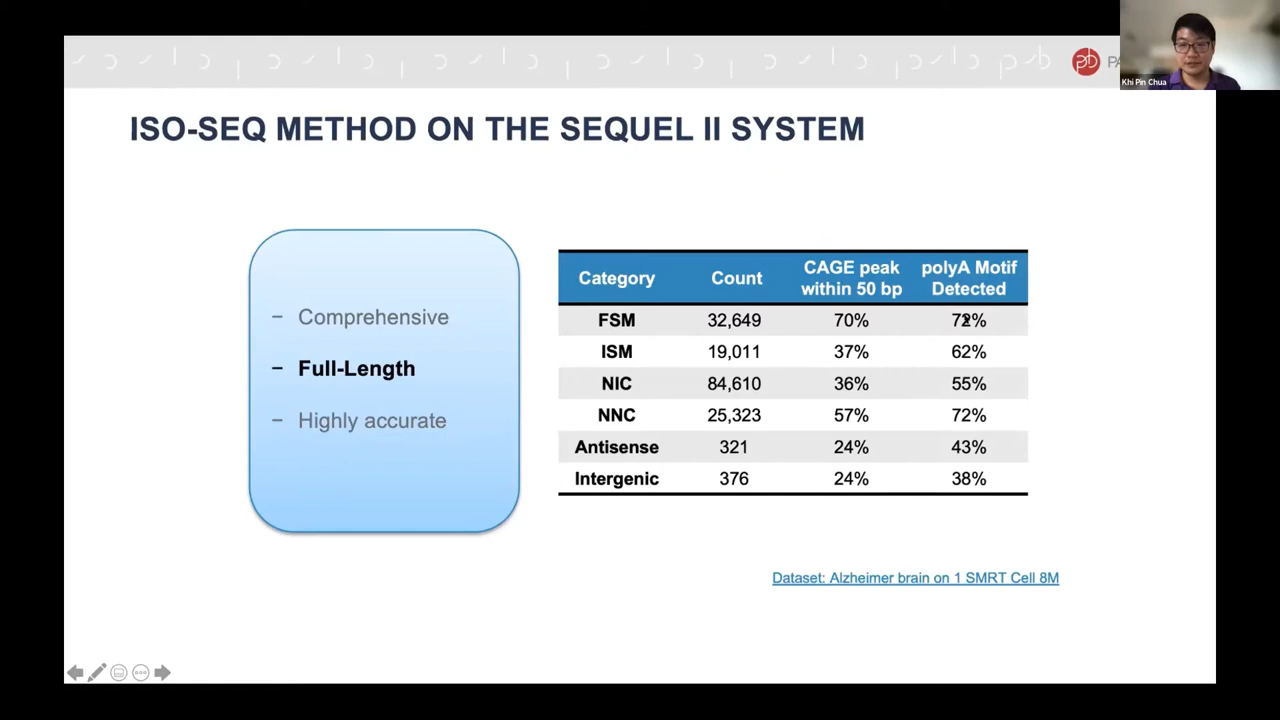 PA
Khi Pin Chua
ISO-SEQ METHOD ON THE SEQUEL II SYSTEM
− Comprehensive
− Full-Length
− Highly accurate
Category Count CAGE peak within 50 bp polyA Motif Detected
FSM 32,649 70% 72%
ISM 19,011 37% 62%
NIC 84,610 36% 55%
NNC 25,323 57% 72%
Antisense 321 24% 43%
Intergenic 376 24% 38%
Dataset: Alzheimer brain on 1 SMRT Cell 8M